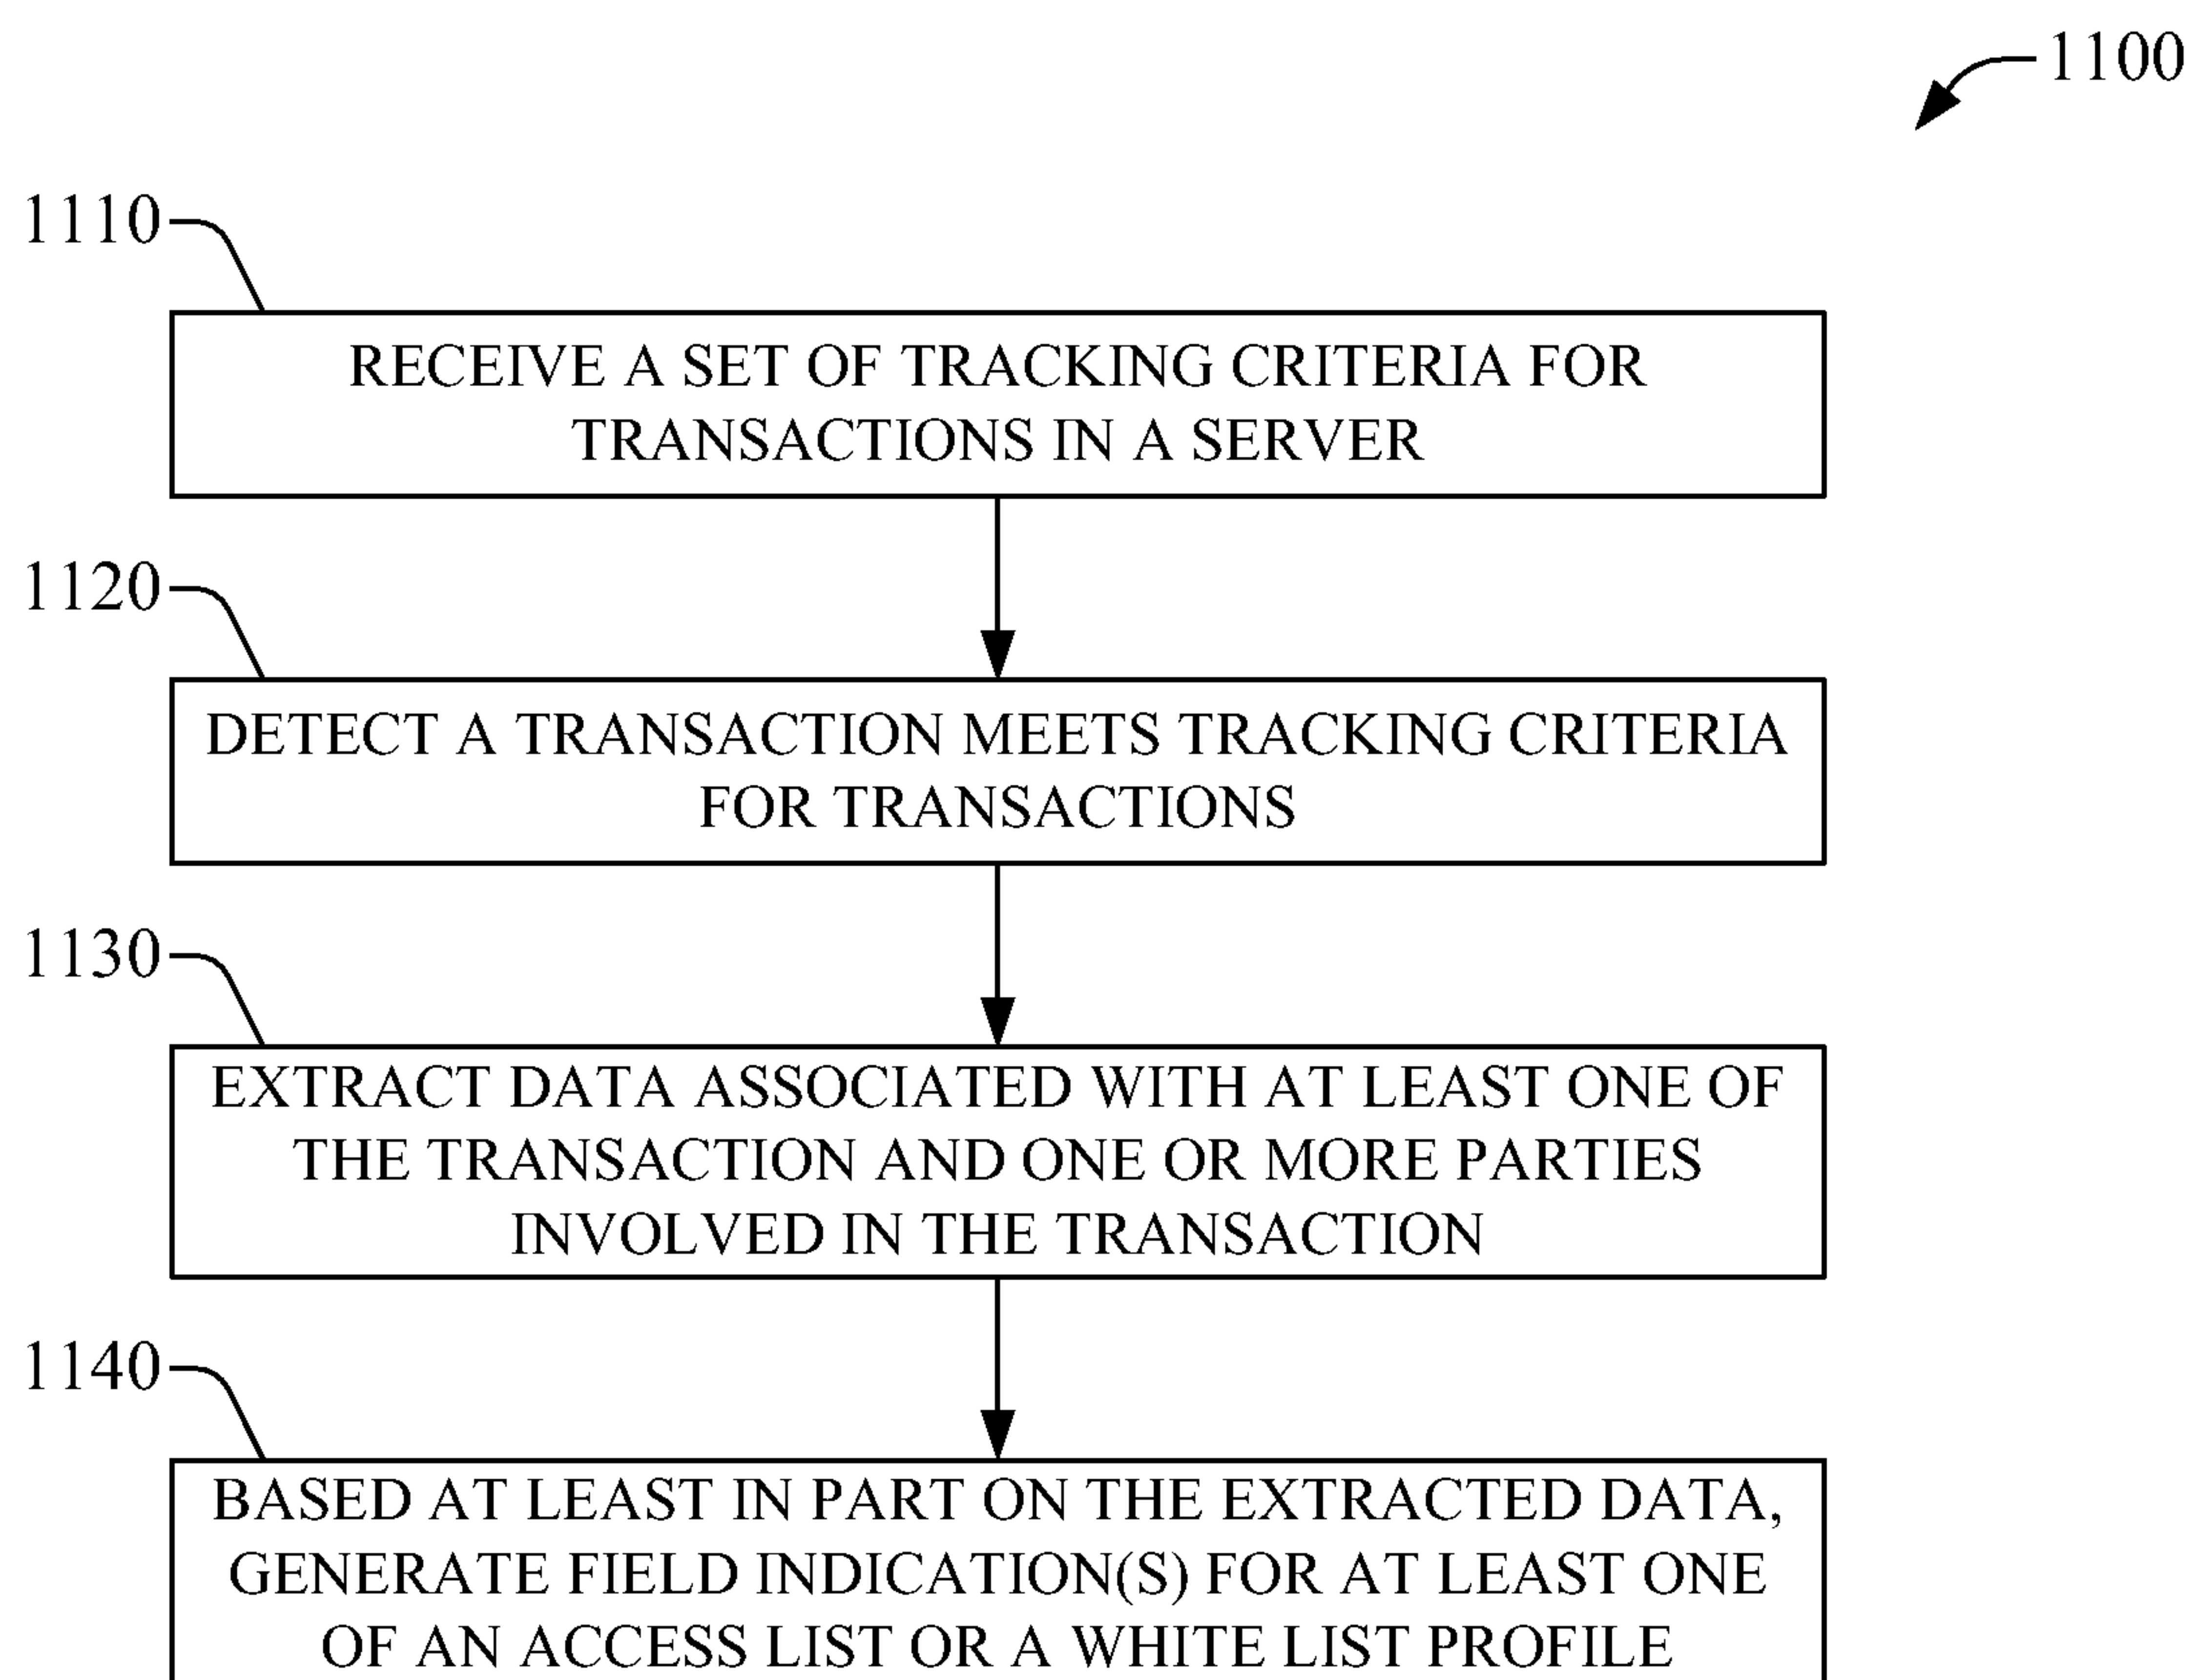 1100
1110
RECEIVE A SET OF TRACKING CRITERIA FOR
TRANSACTIONS IN A SERVER
1120
DETECT A TRANSACTION MEETS TRACKING CRITERIA
FOR TRANSACTIONS
1130
EXTRACT DATA ASSOCIATED WITH AT LEAST ONE OF
THE TRANSACTION AND ONE OR MORE PARTIES
INVOLVED IN THE TRANSACTION
1140
BASED AT LEAST IN PART ON THE EXTRACTED DATA,
GENERATE FIELD INDICATION(S) FOR AT LEAST ONE
OF AN ACCESS LIST OR A WHITE LIST PROFILE